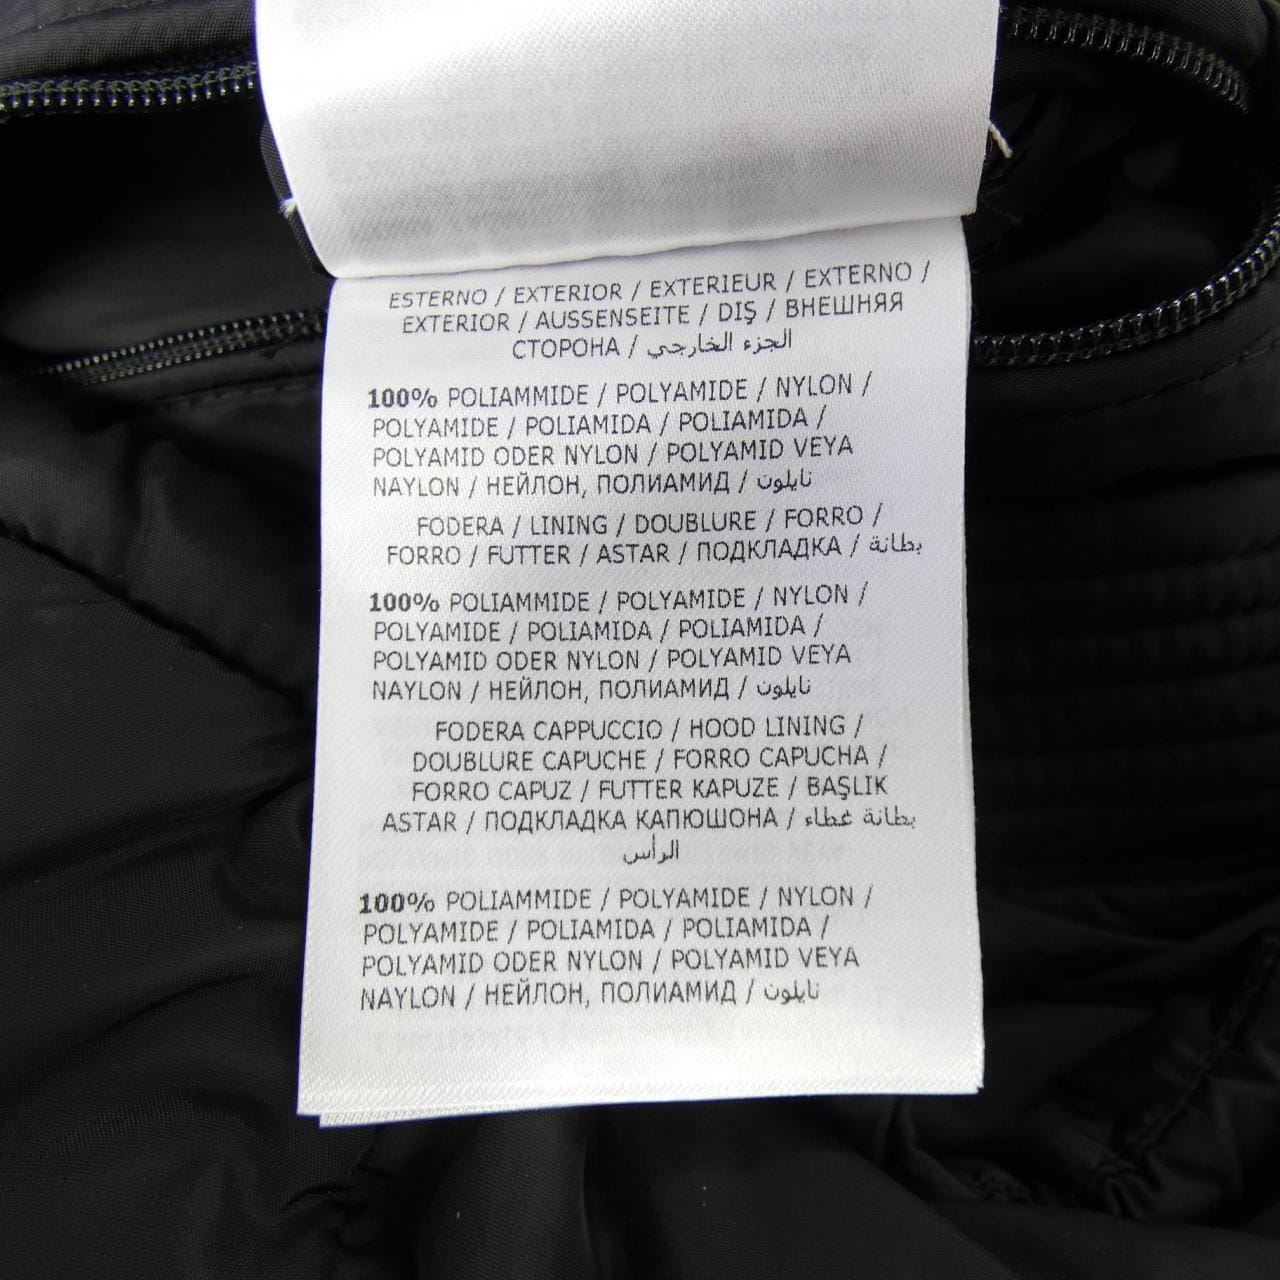 ESTERNO / EXTERIOR / EXTERIEUR / EXTERNO /
EXTERIOR / AUSSENSEITE / DIŞ / ВНЕШНЯЯ
СТОРОНА / الجزء الخارجي
100% POLIAMMIDE / POLYAMIDE / NYLON /
POLYAMIDE / POLIAMIDA / POLIAMIDA /
POLYAMID ODER NYLON / POLYAMID VEYA
NAYLON / НЕЙЛОН, ПОЛИАМИД / نايلون
FODERA / LINING / DOUBLURE / FORRO /
FORRO / FUTTER / ASTAR / ПОДКЛАДКА / بطانة
100% POLIAMMIDE / POLYAMIDE / NYLON /
POLYAMIDE / POLIAMIDA / POLIAMIDA /
POLYAMID ODER NYLON / POLYAMID VEYA
NAYLON / НЕЙЛОН, ПОЛИАМИД / نايلون
FODERA CAPPUCCIO / HOOD LINING /
DOUBLURE CAPUCHE / FORRO CAPUCHA /
FORRO CAPUZ / FUTTER KAPUZE / BAŞLIK
ASTAR / ПОДКЛАДКА КАПЮШОНА / بطانة غطاء
الرأس
100% POLIAMMIDE / POLYAMIDE / NYLON /
POLYAMIDE / POLIAMIDA / POLIAMIDA /
POLYAMID ODER NYLON / POLYAMID VEYA
NAYLON / НЕЙЛОН, ПОЛИАМИД / نايلون